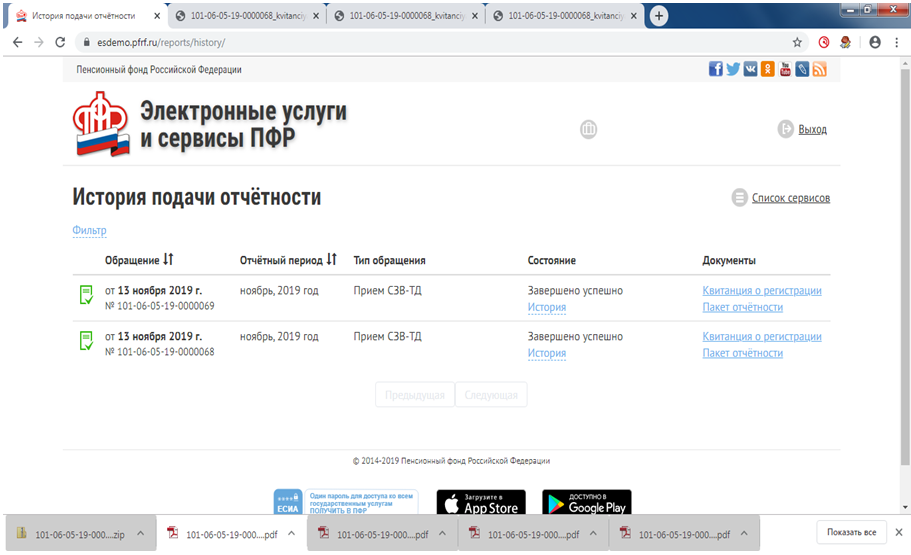 История подачи отчётности
101-06-05-19-0000068_kvitanciy
101-06-05-19-0000068_kvitanciy
101-06-05-19-0000068_kvitanciy
esdemo.pfrf.ru/reports/history/
Пенсионный фонд Российской Федерации
Электронные услуги
и сервисы ПФР
Выход
История подачи отчётности
Список сервисов
Фильтр
Обращение Отчётный период Тип обращения Состояние Документы
от 13 ноября 2019 г. ноябрь, 2019 год Прием СЗВ-ТД Завершено успешно Квитанция о регистрации
№ 101-06-05-19-0000069 История Пакет отчётности
от 13 ноября 2019 г. ноябрь, 2019 год Прием СЗВ-ТД Завершено успешно Квитанция о регистрации
№ 101-06-05-19-0000068 История Пакет отчётности
Предыдущая Следующая
© 2014-2019 Пенсионный фонд Российской Федерации
ЕСИА
Один пароль для доступа ко всем
государственным услугам
ПОЛУЧИТЬ В ПФР
Загрузите в
App Store
ДОСТУПНО В
Google Play
101-06-05-19-000....zip
101-06-05-19-000....pdf
101-06-05-19-000....pdf
101-06-05-19-000....pdf
101-06-05-19-000....pdf
Показать все